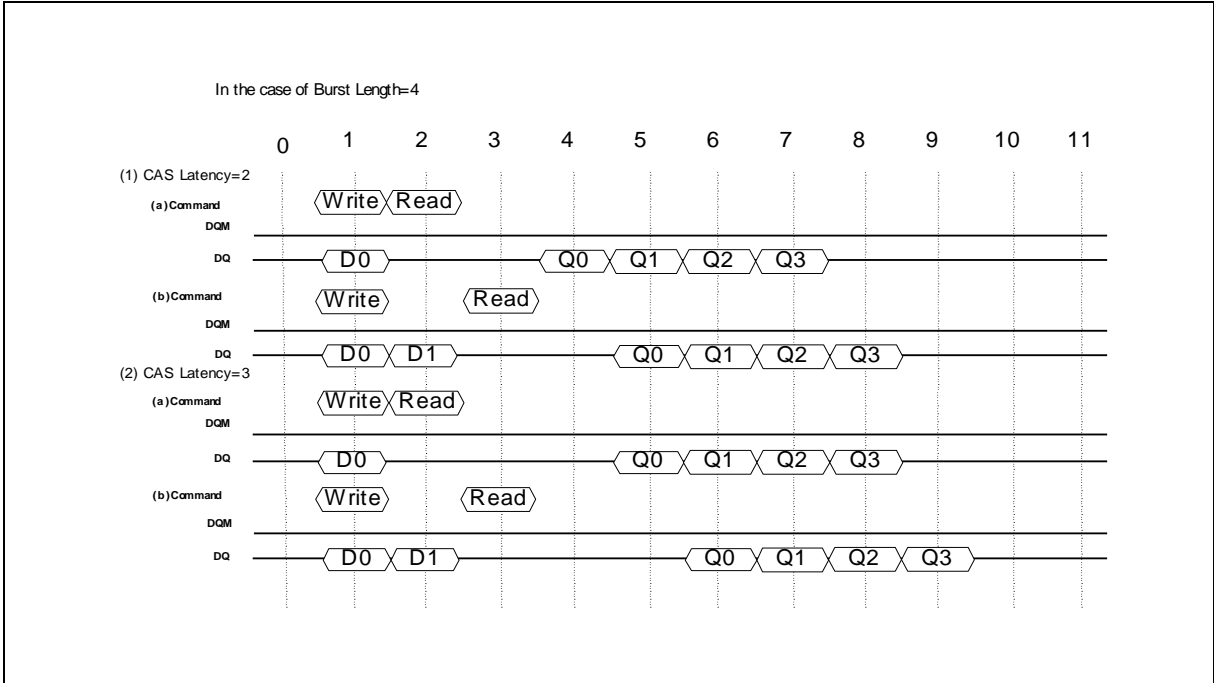 In the case of Burst Length=4
0 1 2 3 4 5 6 7 8 9 10 11
(1) CAS Latency=2
(a)Command Write Read
DQM
DQ D0 Q0 Q1 Q2 Q3
(b)Command Write Read
DQM
DQ D0 D1 Q0 Q1 Q2 Q3
(2) CAS Latency=3
(a)Command Write Read
DQM
DQ D0 Q0 Q1 Q2 Q3
(b)Command Write Read
DQM
DQ D0 D1 Q0 Q1 Q2 Q3